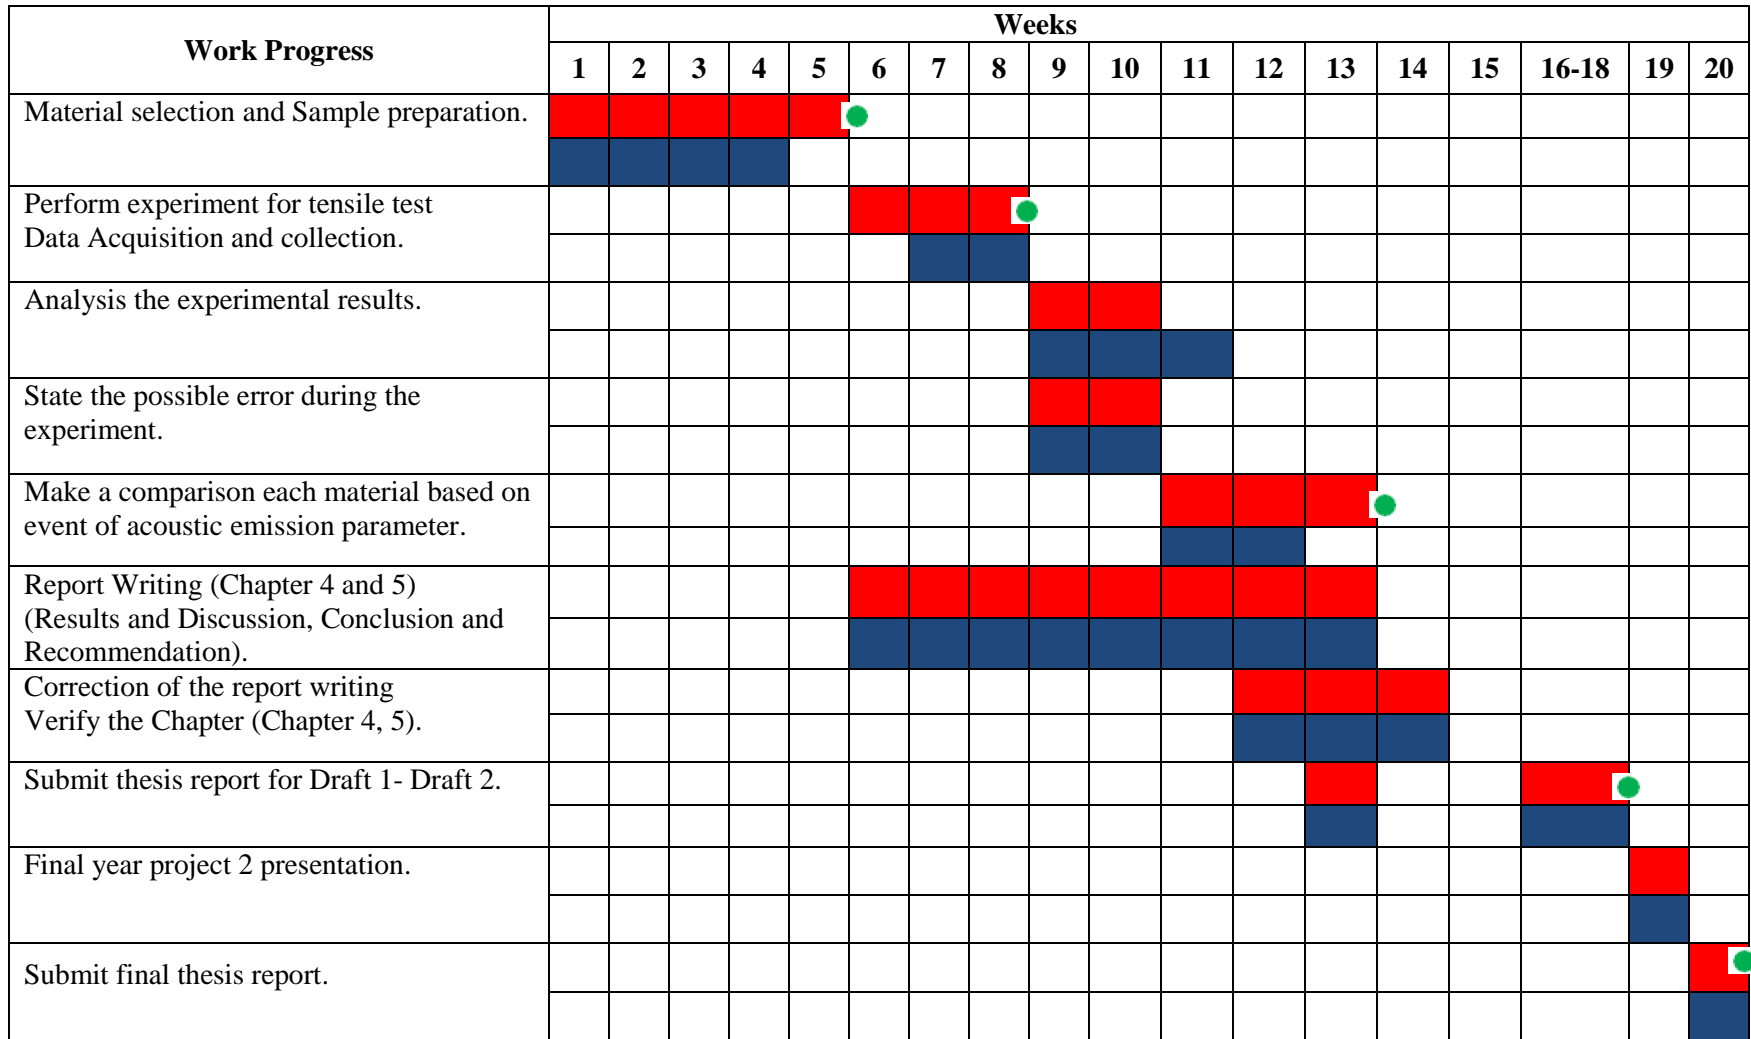 Work Progress
Weeks
1 2 3 4 5 6 7 8 9 10 11 12 13 14 15 16-18 19 20
Material selection and Sample preparation.
Perform experiment for tensile test
Data Acquisition and collection.
Analysis the experimental results.
State the possible error during the
experiment.
Make a comparison each material based on
event of acoustic emission parameter.
Report Writing (Chapter 4 and 5)
(Results and Discussion, Conclusion and
Recommendation).
Correction of the report writing
Verify the Chapter (Chapter 4, 5).
Submit thesis report for Draft 1- Draft 2.
Final year project 2 presentation.
Submit final thesis report.